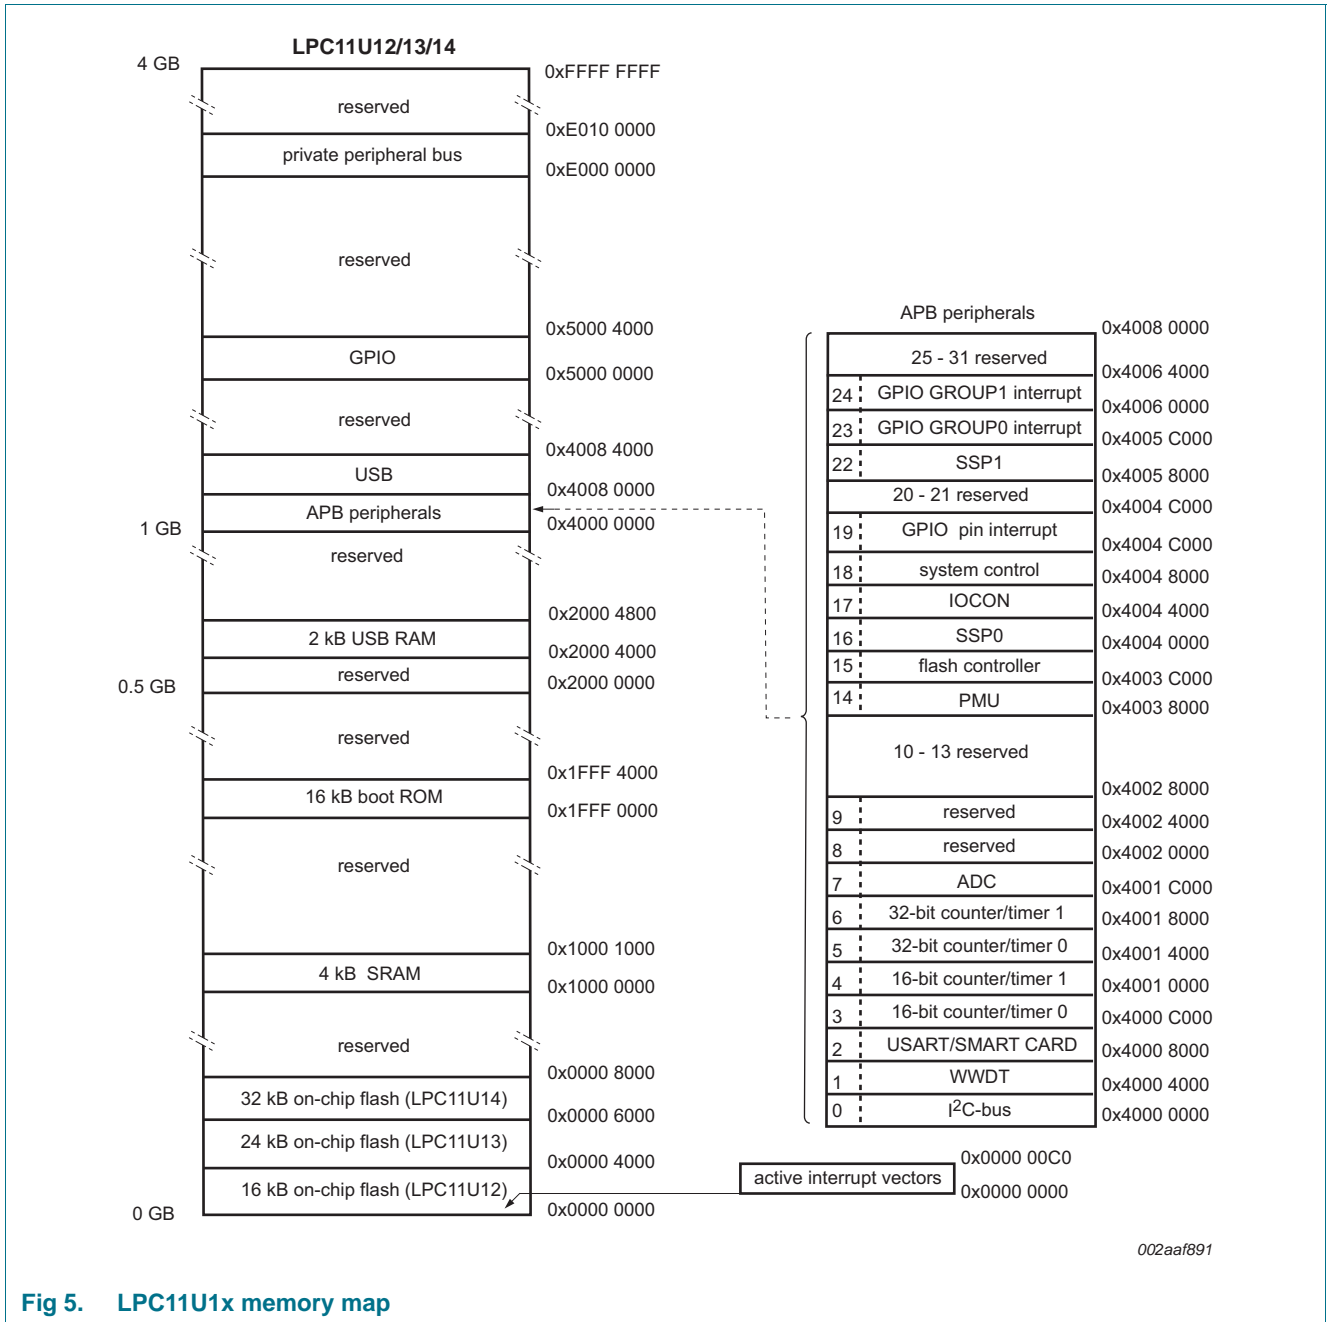 LPC11U12/13/14
4 GB
0xFFFF FFFF
reserved
0xE010 0000
private peripheral bus
0xE000 0000
reserved
0x5000 4000
GPIO
0x5000 0000
reserved
0x4008 4000
USB
0x4008 0000
APB peripherals
0x4000 0000
1 GB
reserved
0x2000 4800
2 kB USB RAM
0x2000 4000
reserved
0x2000 0000
0.5 GB
reserved
0x1FFF 4000
16 kB boot ROM
0x1FFF 0000
reserved
0x1000 1000
4 kB SRAM
0x1000 0000
reserved
0x0000 8000
32 kB on-chip flash (LPC11U14)
0x0000 6000
24 kB on-chip flash (LPC11U13)
0x0000 4000
16 kB on-chip flash (LPC11U12)
0x0000 0000
0 GB
APB peripherals
0x4008 0000
25 - 31 reserved
0x4006 4000
24 GPIO GROUP1 interrupt
0x4006 0000
23 GPIO GROUP0 interrupt
0x4005 C000
22 SSP1
0x4005 8000
20 - 21 reserved
0x4004 C000
19 GPIO pin interrupt
0x4004 C000
18 system control
0x4004 8000
17 IOCON
0x4004 4000
16 SSP0
0x4004 0000
15 flash controller
0x4003 C000
14 PMU
0x4003 8000
10 - 13 reserved
0x4002 8000
9 reserved
0x4002 4000
8 reserved
0x4002 0000
7 ADC
0x4001 C000
6 32-bit counter/timer 1
0x4001 8000
5 32-bit counter/timer 0
0x4001 4000
4 16-bit counter/timer 1
0x4001 0000
3 16-bit counter/timer 0
0x4000 C000
2 USART/SMART CARD
0x4000 8000
1 WWDT
0x4000 4000
0 I2C-bus
0x4000 0000
0x0000 00C0
active interrupt vectors
0x0000 0000
002aaf891
Fig 5. LPC11U1x memory map